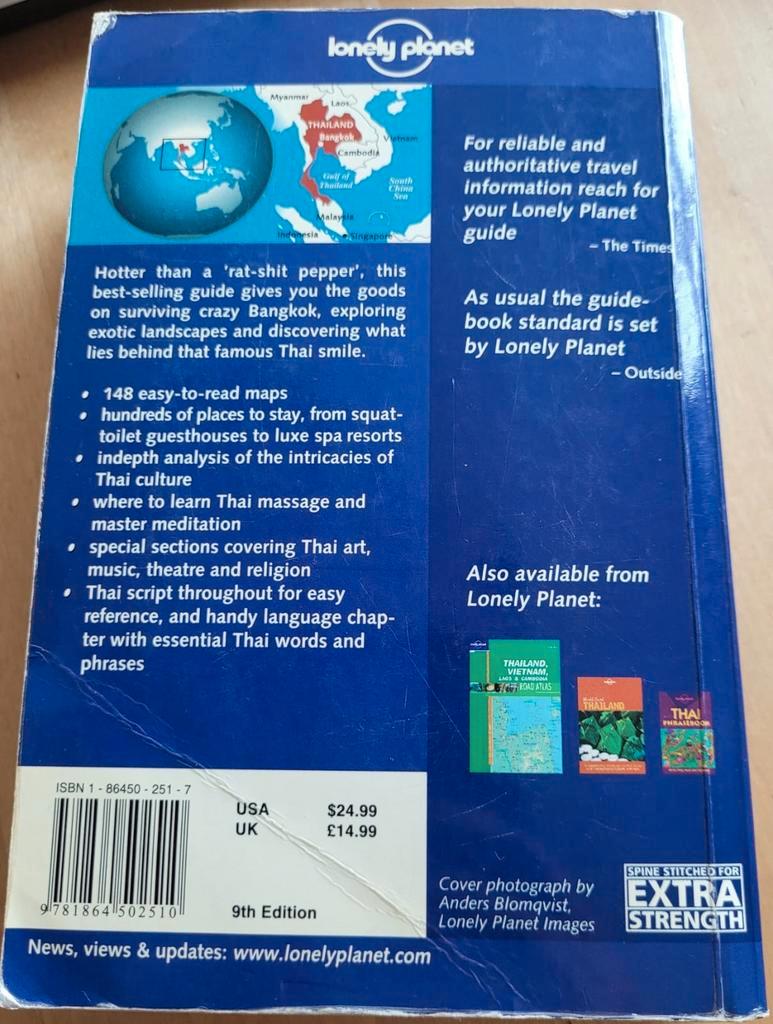 lonely planet
Myanmar
Laos
THAILAND
Bangkok
Vietnam
Cambodia
Gulf of
Thailand
South
China
Sea
Malaysia
Indonesia
Singapore
Hotter than a 'rat-shit pepper', this
best-selling guide gives you the goods
on surviving crazy Bangkok, exploring
exotic landscapes and discovering what
lies behind that famous Thai smile.
• 148 easy-to-read maps
• hundreds of places to stay, from squat-
toilet guesthouses to luxe spa resorts
• indepth analysis of the intricacies of
Thai culture
• where to learn Thai massage and
master meditation
• special sections covering Thai art,
music, theatre and religion
• Thai script throughout for easy
reference, and handy language chap-
ter with essential Thai words and
phrases
For reliable and
authoritative travel
information reach for
your Lonely Planet
guide
– The Times
As usual the guide-
book standard is set
by Lonely Planet
– Outside
Also available from
Lonely Planet:
THAILAND,
VIETNAM,
LAOS & CAMBODIA
ROAD ATLAS
THAILAND
THAI
PHRASEBOOK
ISBN 1 - 86450 - 251 - 7
USA $24.99
UK £14.99
9 781864 502510
9th Edition
Cover photograph by
Anders Blomqvist,
Lonely Planet Images
SPINE STITCHED FOR
EXTRA
STRENGTH
News, views & updates: www.lonelyplanet.com